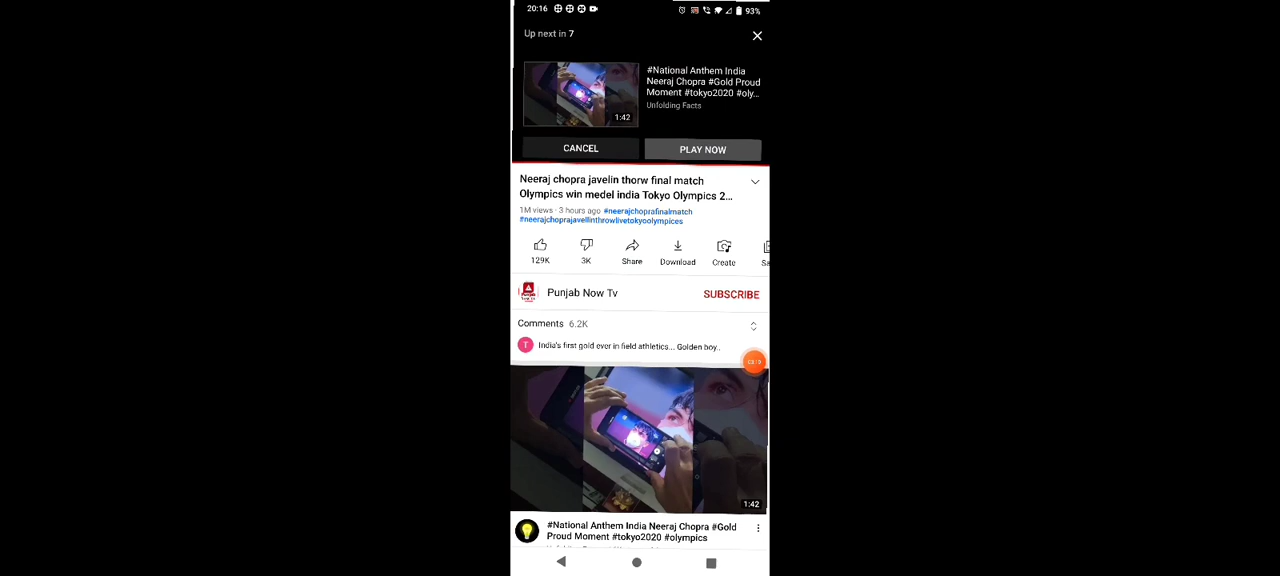 20:16
93%
Up next in 7
#National Anthem India
Neeraj Chopra #Gold Proud
Moment #tokyo2020 #oly...
Unfolding Facts
1:42
CANCEL
PLAY NOW
Neeraj chopra javelin thorw final match
Olympics win medel india Tokyo Olympics 2...
1M views · 3 hours ago #neerajchoprafinalmatch
#neerajchoprajavellnthrowlivetokyoolympices
129K
3K
Share
Download
Create
Sa
Punjab Now Tv
SUBSCRIBE
Comments 6.2K
T
India's first gold ever in field athletics... Golden boy..
1:42
#National Anthem India Neeraj Chopra #Gold
Proud Moment #tokyo2020 #olympics